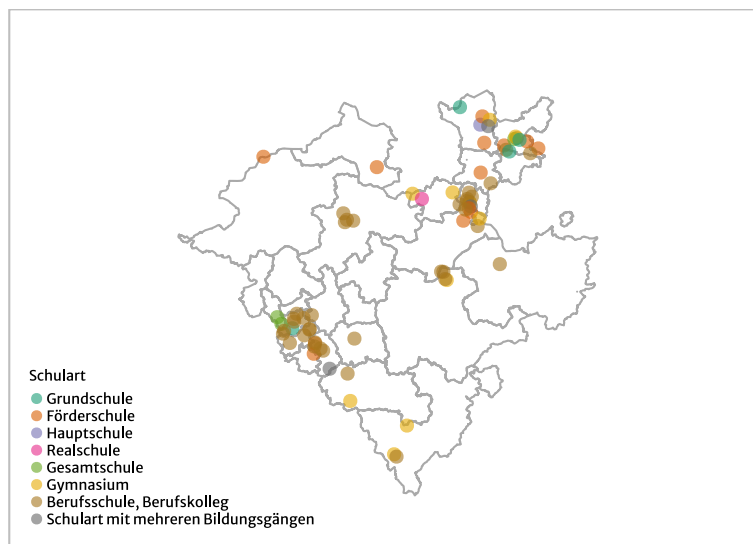 Schulart
Grundschule
Förderschule
Hauptschule
Realschule
Gesamtschule
Gymnasium
Berufsschule, Berufskolleg
Schulart mit mehreren Bildungsgängen